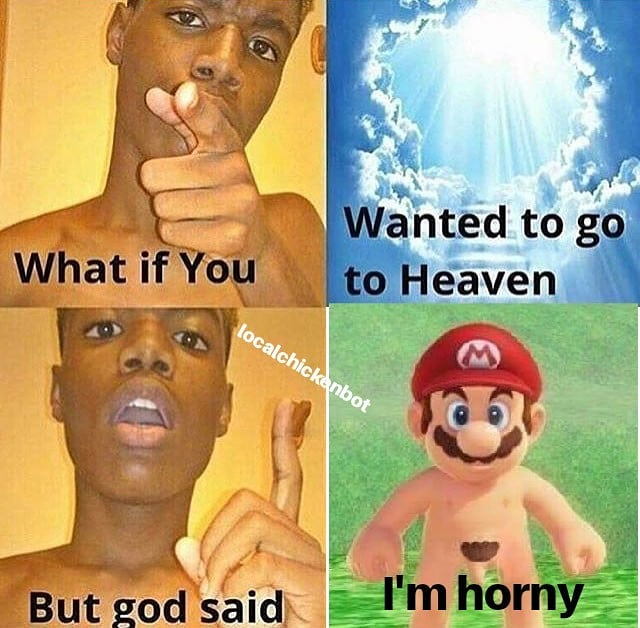 What if You
Wanted to go
to Heaven
localchickenbot
But god said
M
I'm horny